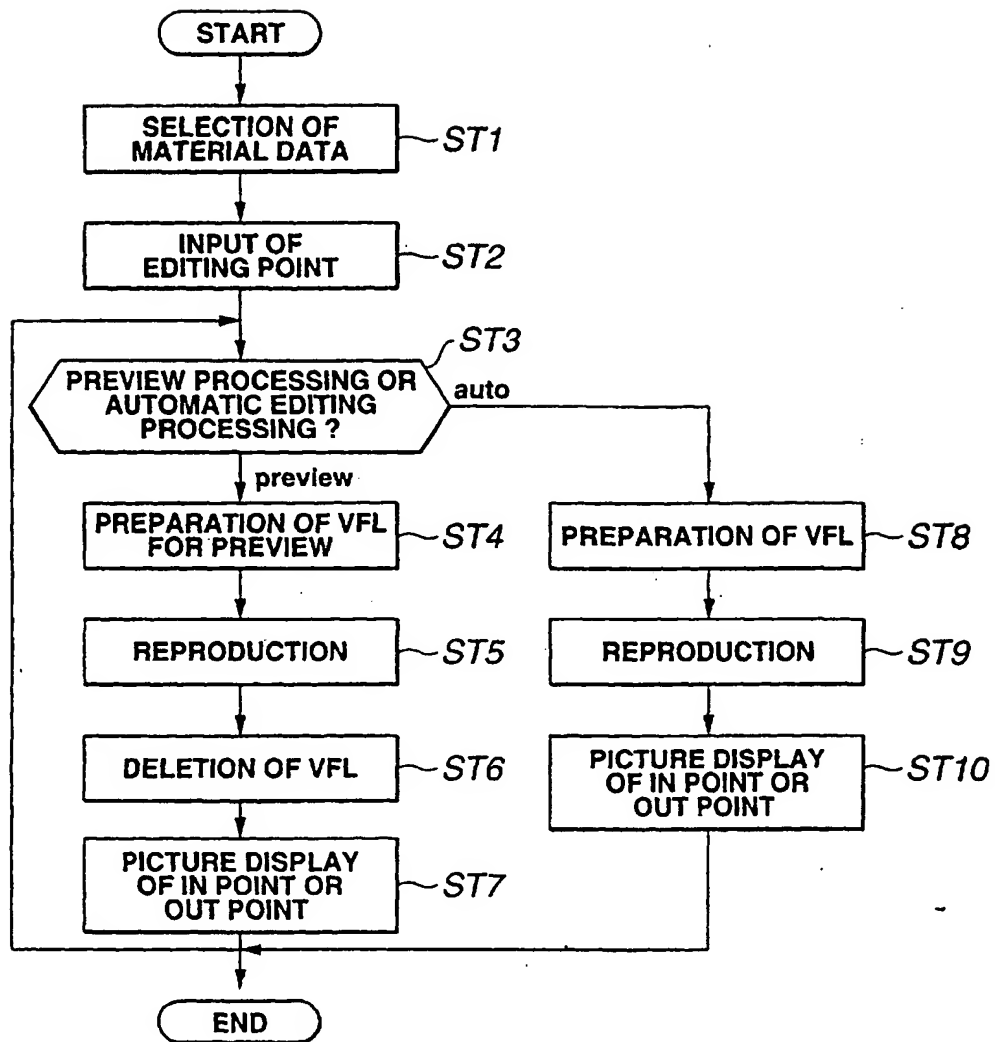 START
SELECTION OF
MATERIAL DATA
ST1
INPUT OF
EDITING POINT
ST2
ST3
PREVIEW PROCESSING OR
AUTOMATIC EDITING
PROCESSING ?
auto
preview
PREPARATION OF VFL
FOR PREVIEW
ST4
REPRODUCTION
ST5
DELETION OF VFL
ST6
PICTURE DISPLAY
OF IN POINT OR
OUT POINT
ST7
PREPARATION OF VFL
ST8
REPRODUCTION
ST9
PICTURE DISPLAY
OF IN POINT OR
OUT POINT
ST10
END